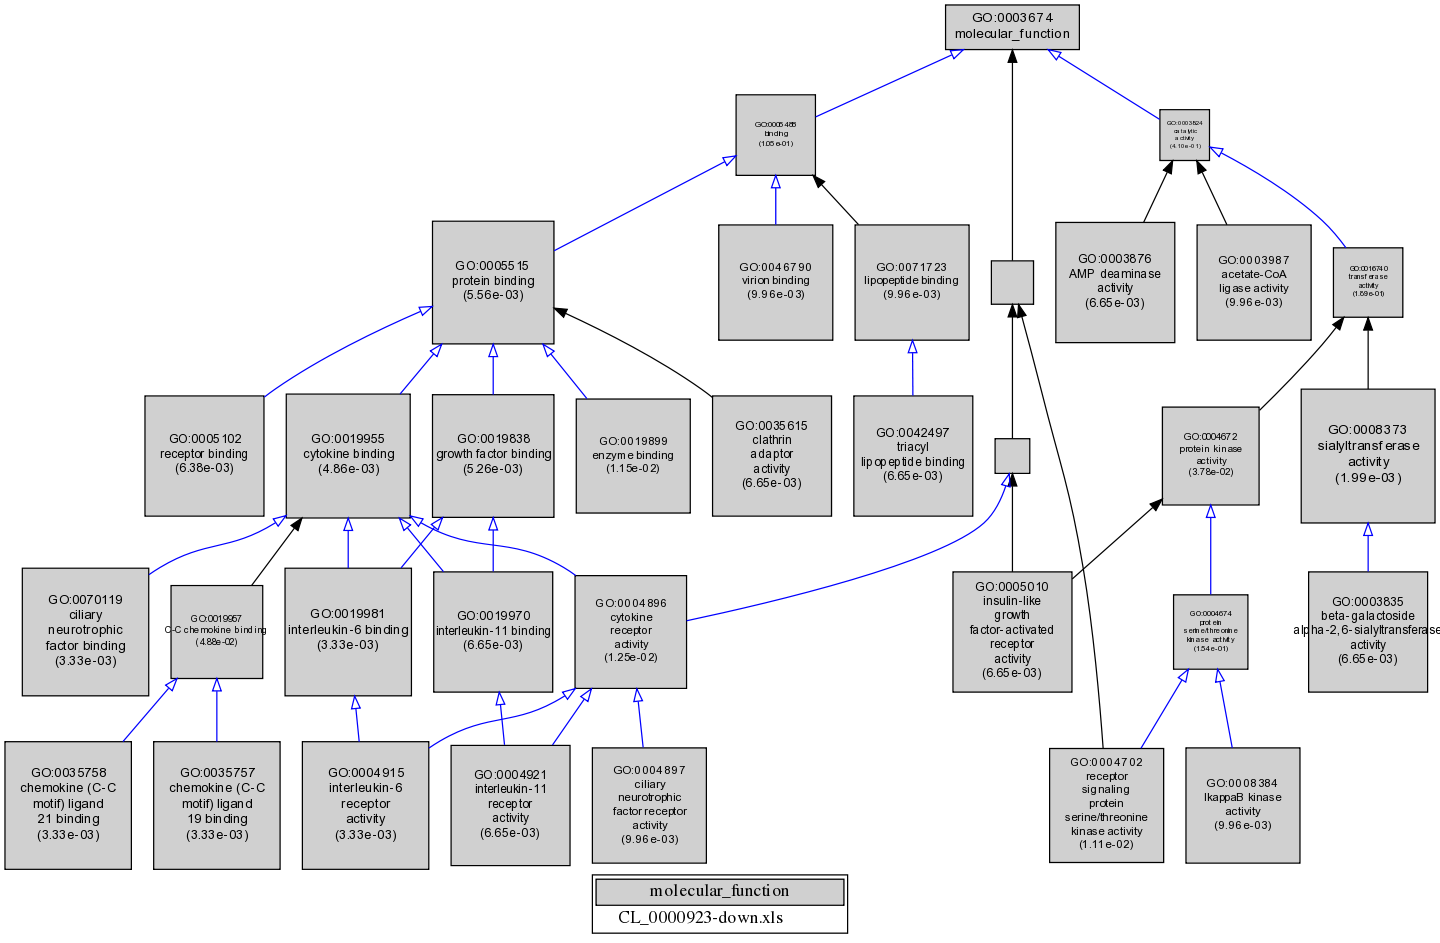 GO:0003674
molecular_function
GO:0005488
binding
(1.05e-01)
GO:0003824
catalytic
activity
(4.10e-01)
GO:0005515
protein binding
(5.56e-03)
GO:0046790
virion binding
(9.96e-03)
GO:0071723
lipopeptide binding
(9.96e-03)
GO:0003876
AMP deaminase
activity
(6.65e-03)
GO:0003987
acetate-CoA
ligase activity
(9.96e-03)
GO:0016740
transferase
activity
(1.69e-01)
GO:0005102
receptor binding
(6.38e-03)
GO:0019955
cytokine binding
(4.86e-03)
GO:0019838
growth factor binding
(5.26e-03)
GO:0019899
enzyme binding
(1.15e-02)
GO:0035615
clathrin
adaptor
activity
(6.65e-03)
GO:0042497
triacyl
lipopeptide binding
(6.65e-03)
GO:0004672
protein kinase
activity
(3.78e-02)
GO:0008373
sialyltransferase
activity
(1.99e-03)
GO:0070119
ciliary
neurotrophic
factor binding
(3.33e-03)
GO:0019957
C-C chemokine binding
(4.88e-02)
GO:0019981
interleukin-6 binding
(3.33e-03)
GO:0019970
interleukin-11 binding
(6.65e-03)
GO:0004896
cytokine
receptor
activity
(1.25e-02)
GO:0005010
insulin-like
growth
factor-activated
receptor
activity
(6.65e-03)
GO:0004674
protein
serine/threonine
kinase activity
(1.54e-01)
GO:0003835
beta-galactoside
alpha-2,6-sialyltransferase
activity
(6.65e-03)
GO:0035758
chemokine (C-C
motif) ligand
21 binding
(3.33e-03)
GO:0035757
chemokine (C-C
motif) ligand
19 binding
(3.33e-03)
GO:0004915
interleukin-6
receptor
activity
(3.33e-03)
GO:0004921
interleukin-11
receptor
activity
(6.65e-03)
GO:0004897
ciliary
neurotrophic
factor receptor
activity
(9.96e-03)
GO:0004702
receptor
signaling
protein
serine/threonine
kinase activity
(1.11e-02)
GO:0008384
IkappaB kinase
activity
(9.96e-03)
molecular_function
CL_0000923-down.xls